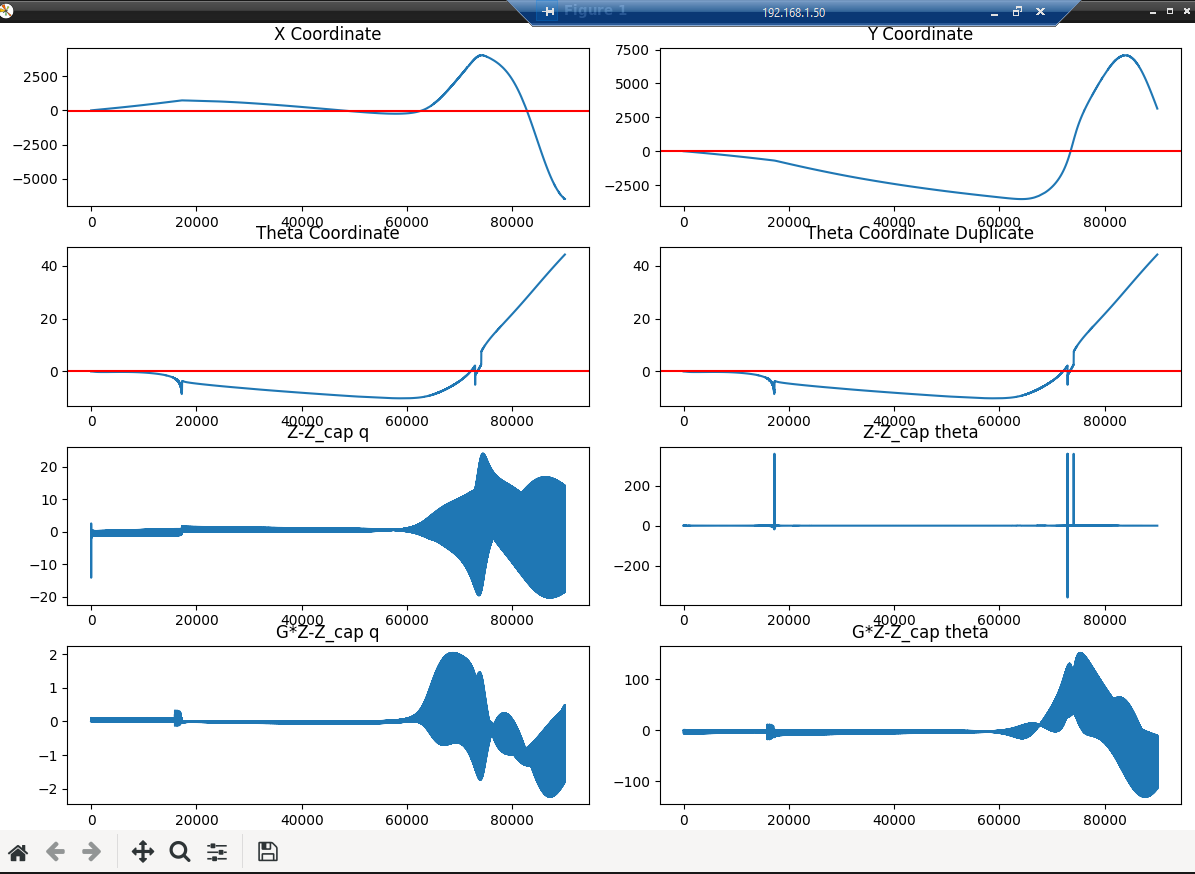 Figure 1
192.168.1.50
X Coordinate
2500
0
−2500
−5000
0 20000 40000 60000 80000
Y Coordinate
7500
5000
2500
0
−2500
0 20000 40000 60000 80000
Theta Coordinate
40
20
0
0 20000 40000 60000 80000
Theta Coordinate Duplicate
40
20
0
0 20000 40000 60000 80000
Z-Z_cap q
20
10
0
−10
−20
0 20000 40000 60000 80000
Z-Z_cap theta
200
0
−200
0 20000 40000 60000 80000
G*Z-Z_cap q
2
1
0
−1
−2
0 20000 40000 60000 80000
G*Z-Z_cap theta
100
0
−100
0 20000 40000 60000 80000